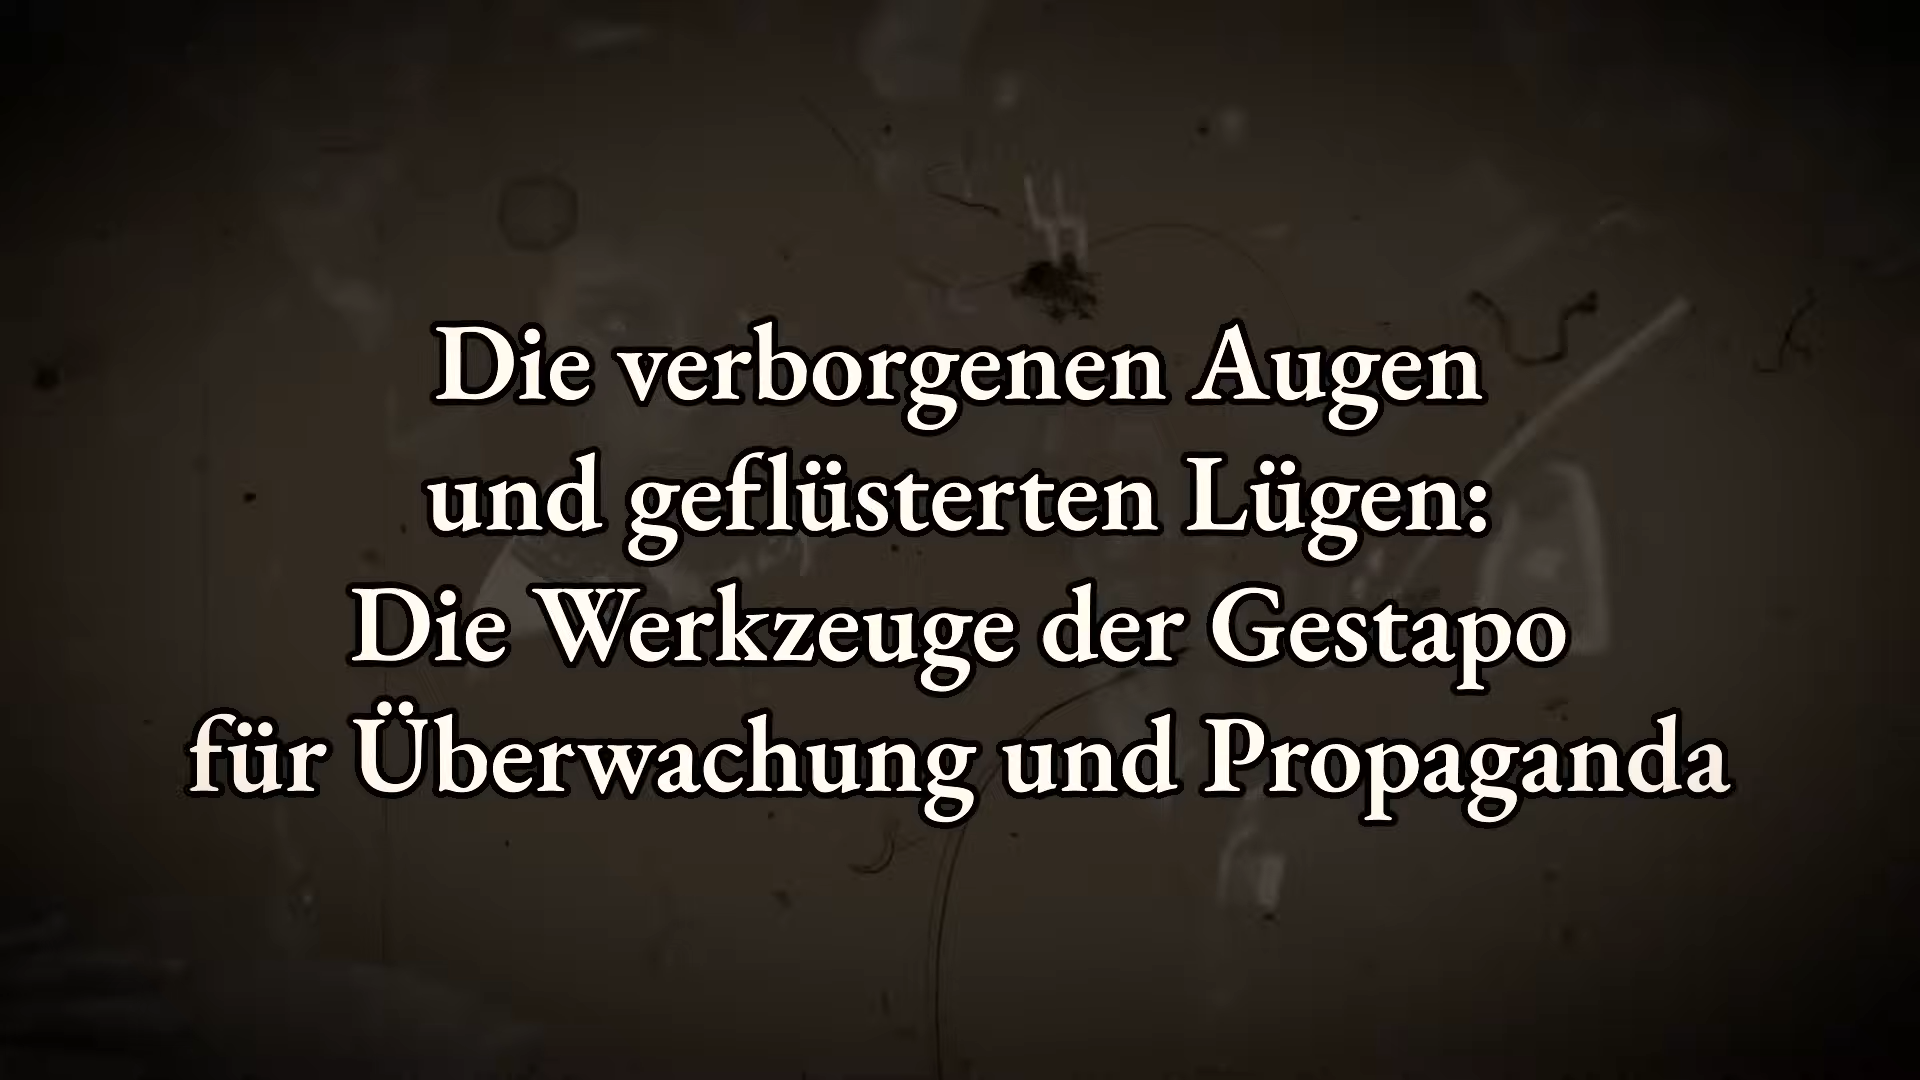 Die verborgenen Augen
und geflüsterten Lügen:
Die Werkzeuge der Gestapo
für Überwachung und Propaganda